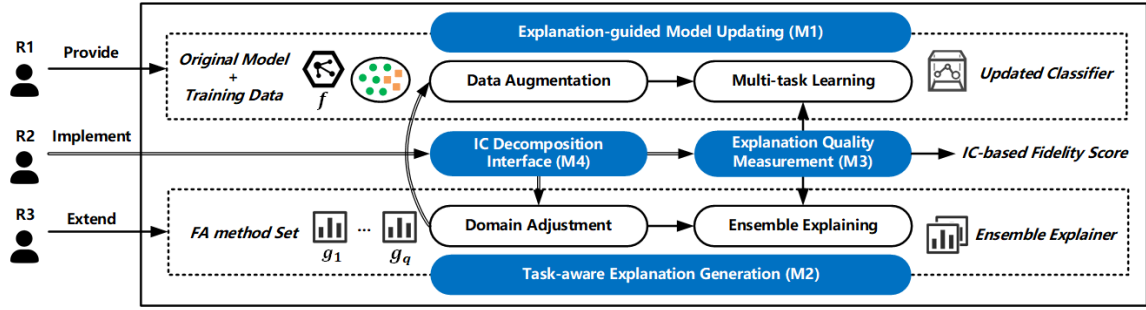 Explanation-guided Model Updating (M1)
R1
Provide
Original Model
+
Training Data
f
Data Augmentation
Multi-task Learning
Updated Classifier
R2
Implement
IC Decomposition
Interface (M4)
Explanation Quality
Measurement (M3)
IC-based Fidelity Score
R3
Extend
FA method Set
g1
...
gq
Domain Adjustment
Ensemble Explaining
Ensemble Explainer
Task-aware Explanation Generation (M2)